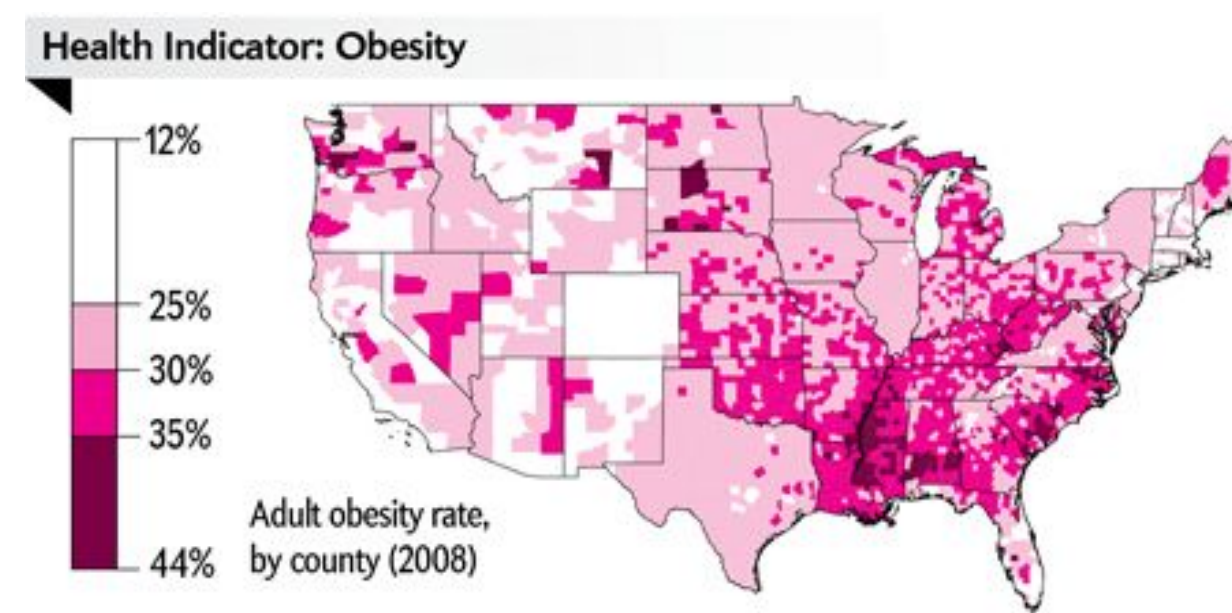 Health Indicator: Obesity
12%
25%
30%
35%
44%
Adult obesity rate,
by county (2008)